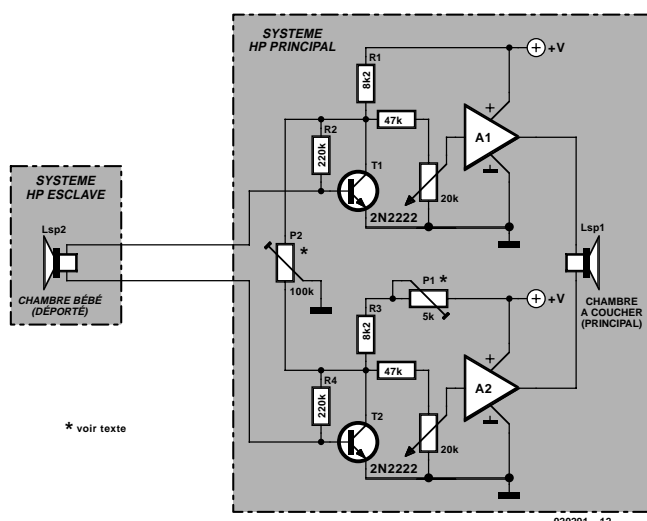 SYSTEME
HP PRINCIPAL
R1
8k2
+V
47k
R2
220k
A1
T1
20k
2N2222
SYSTEME
HP ESCLAVE
Lsp2
CHAMBRE BÉBÉ
(DÉPORTÉ)
P2
*
100k
Lsp1
P1 *
5k
CHAMBRE
A COUCHER
(PRINCIPAL)
R3
8k2
+V
47k
R4
220k
A2
T2
20k
2N2222
* voir texte